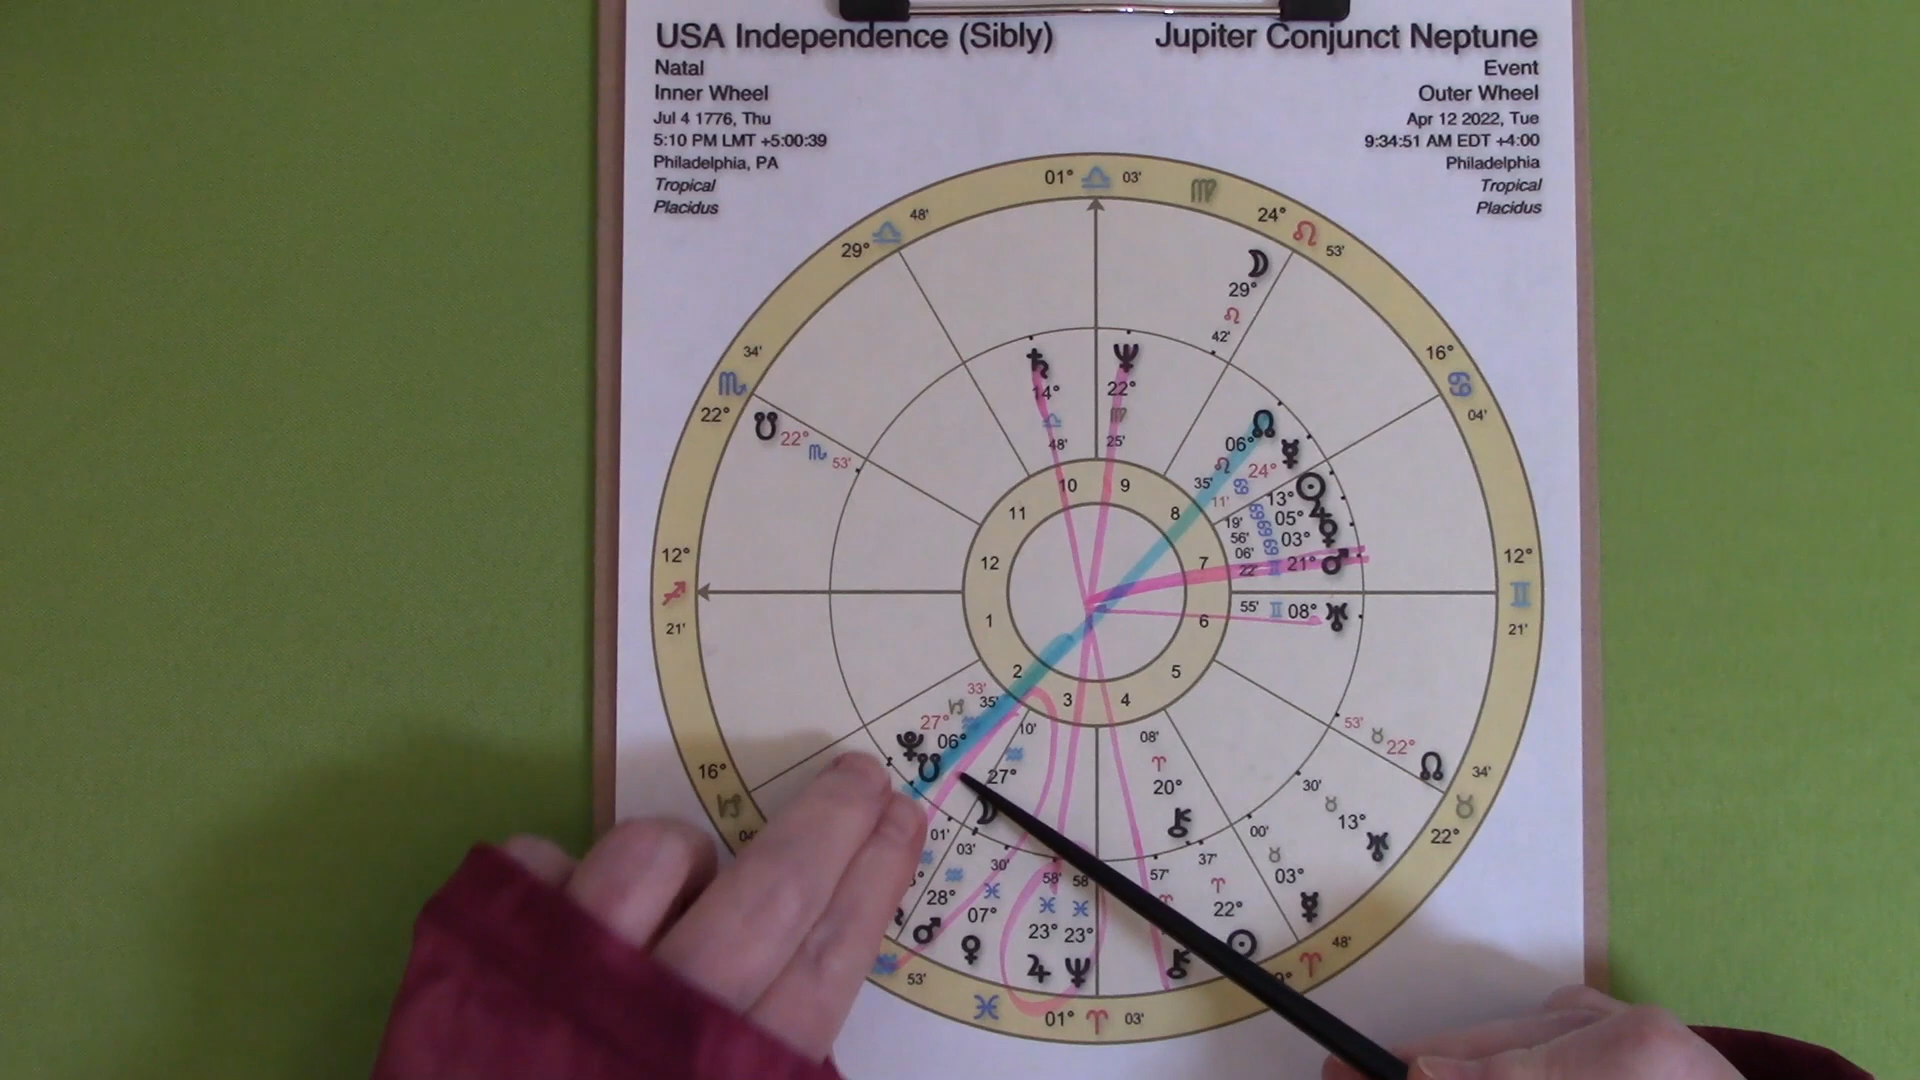 USA Independence (Sibly)
Natal
Inner Wheel
Jul 4 1776, Thu
5:10 PM LMT +5:00:39
Philadelphia, PA
Tropical
Placidus
Jupiter Conjunct Neptune
Event
Outer Wheel
Apr 12 2022, Tue
9:34:51 AM EDT +4:00
Philadelphia
Tropical
Placidus
01° ♎ 03'
♍
24° ♌ 53'
29° ♎ 48'
☽
29°
♌
42'
16° ♋ 04'
34' ♏ 22°
☋ 22° ♏ 53'
♄
14°
♎
48'
♆
22°
♍
25'
☊
06°
♌
35'
☿
24°
♋
11'
☉ 13° ♋ 19'
♃ 05° ♋ 56'
♀ 03° ♋ 06'
♂ 21° ♊ 22'
10 9
11 8
12 7
1 6
2 5
3 4
12° ♐ 21'
12° ♊ 21'
55' ♊ 08° ♅
♇ 27° ♑ 33'
☋ 06° ♒ 35'
10'
♒
27°
☽
08'
♈
20°
⚷
53' ♉ 22° ☊
34' ♉ 22°
30' ♉ 13° ♅
16° ♑ 04'
01'
♒
03'
♒
28°
♂
30'
♓
07°
♀
58'
♓
23°
♃
58'
♓
23°
♆
57'
♈
⚷
37'
♈
22°
☉
00'
♉
03°
☿
♒ 53'
♓
01° ♈ 03'
♈ 48'